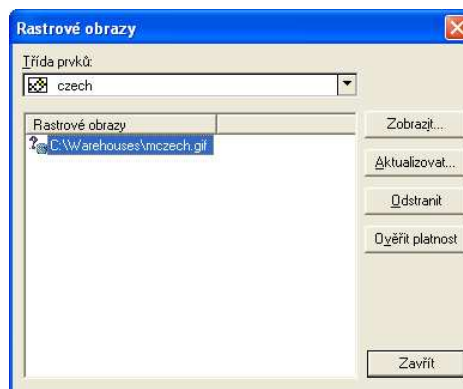 Rastrové obrazy
Třída prvků:
czech
Rastrové obrazy
C:\Warehouses\mczech.gif
Zobrazit...
Aktualizovat...
Odstranit
Ověřit platnost
Zavřít